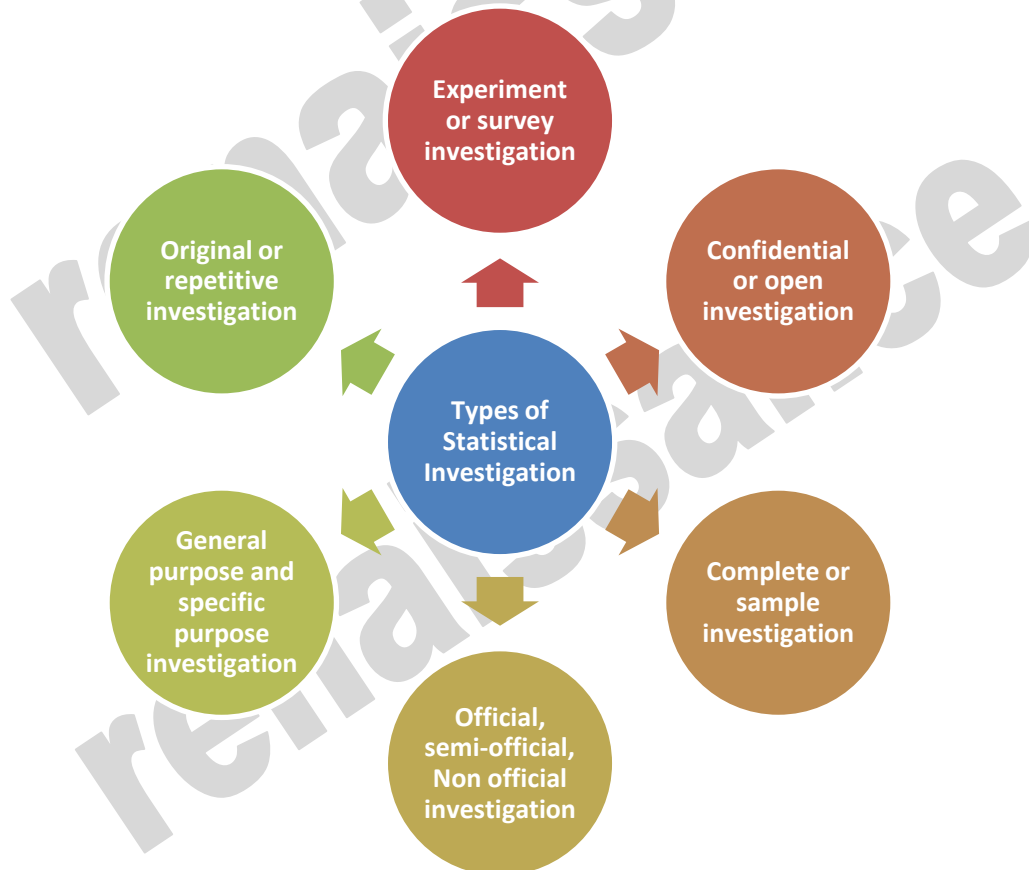 Experiment
or survey
investigation
Confidential
or open
investigation
Complete or
sample
investigation
Official,
semi-official,
Non official
investigation
General
purpose and
specific
purpose
investigation
Original or
repetitive
investigation
Types of
Statistical
Investigation
renaissance